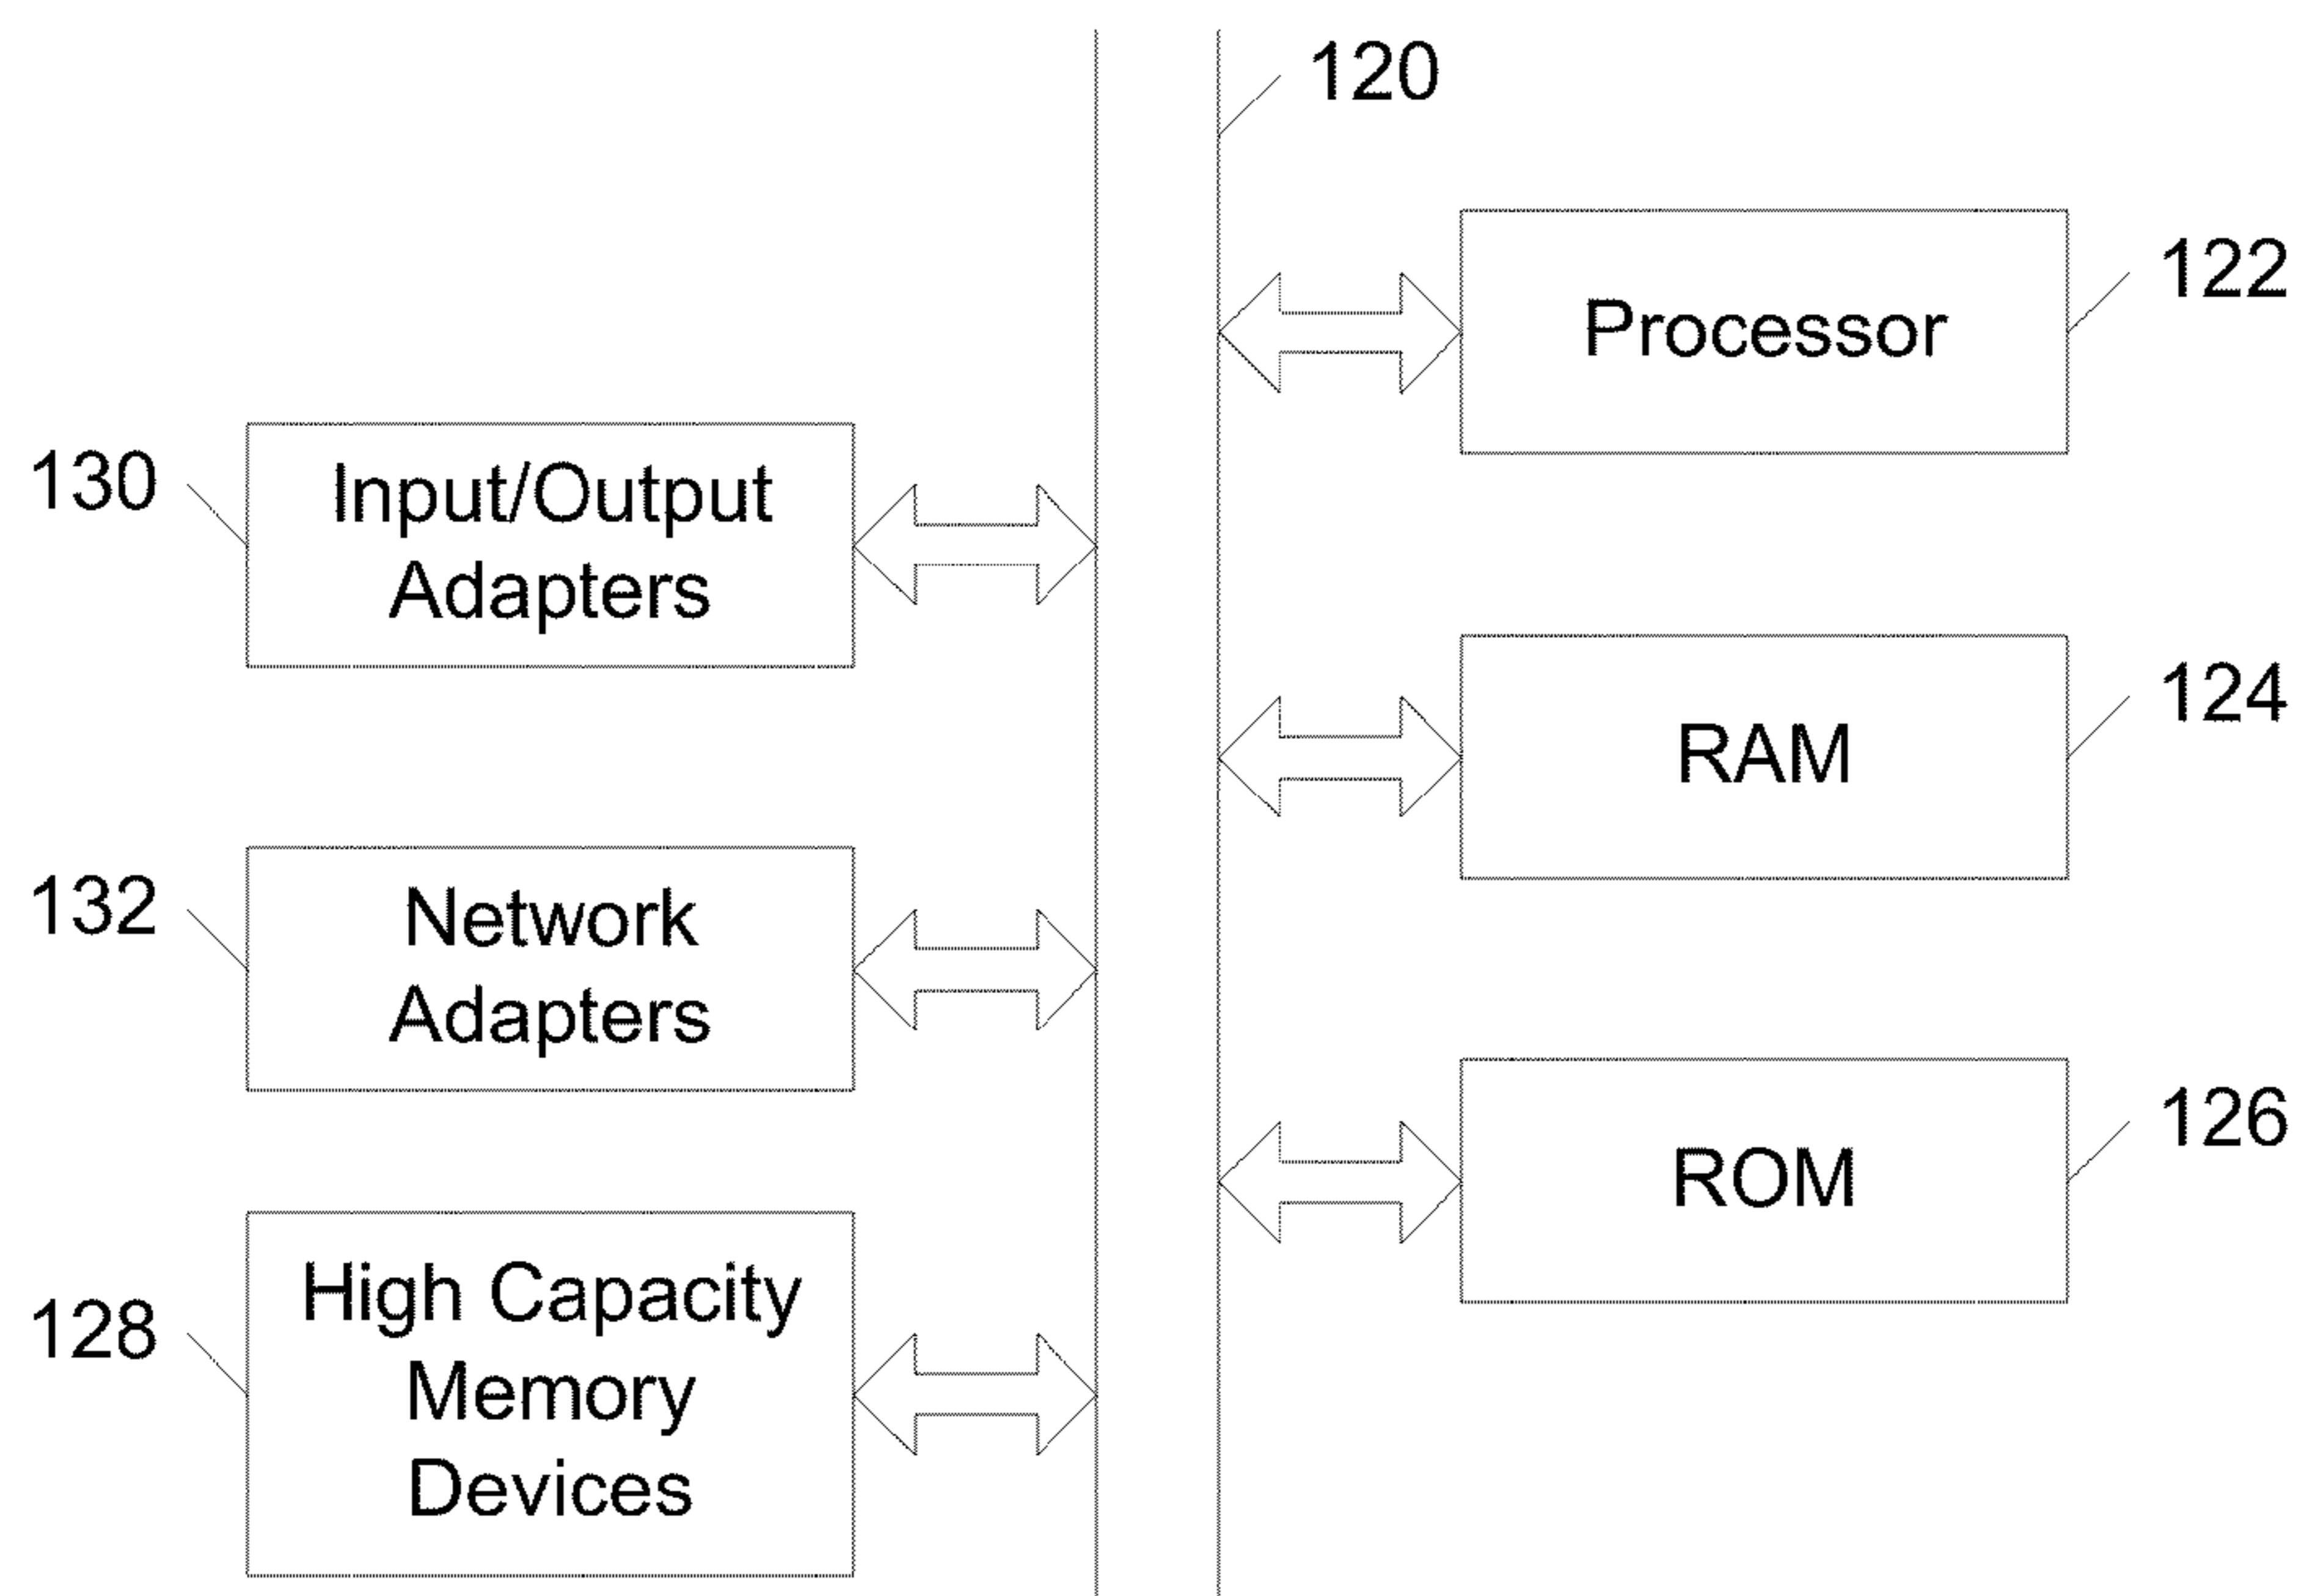 120
Processor
122
130
Input/Output
Adapters
RAM
124
132
Network
Adapters
ROM
126
128
High Capacity
Memory
Devices